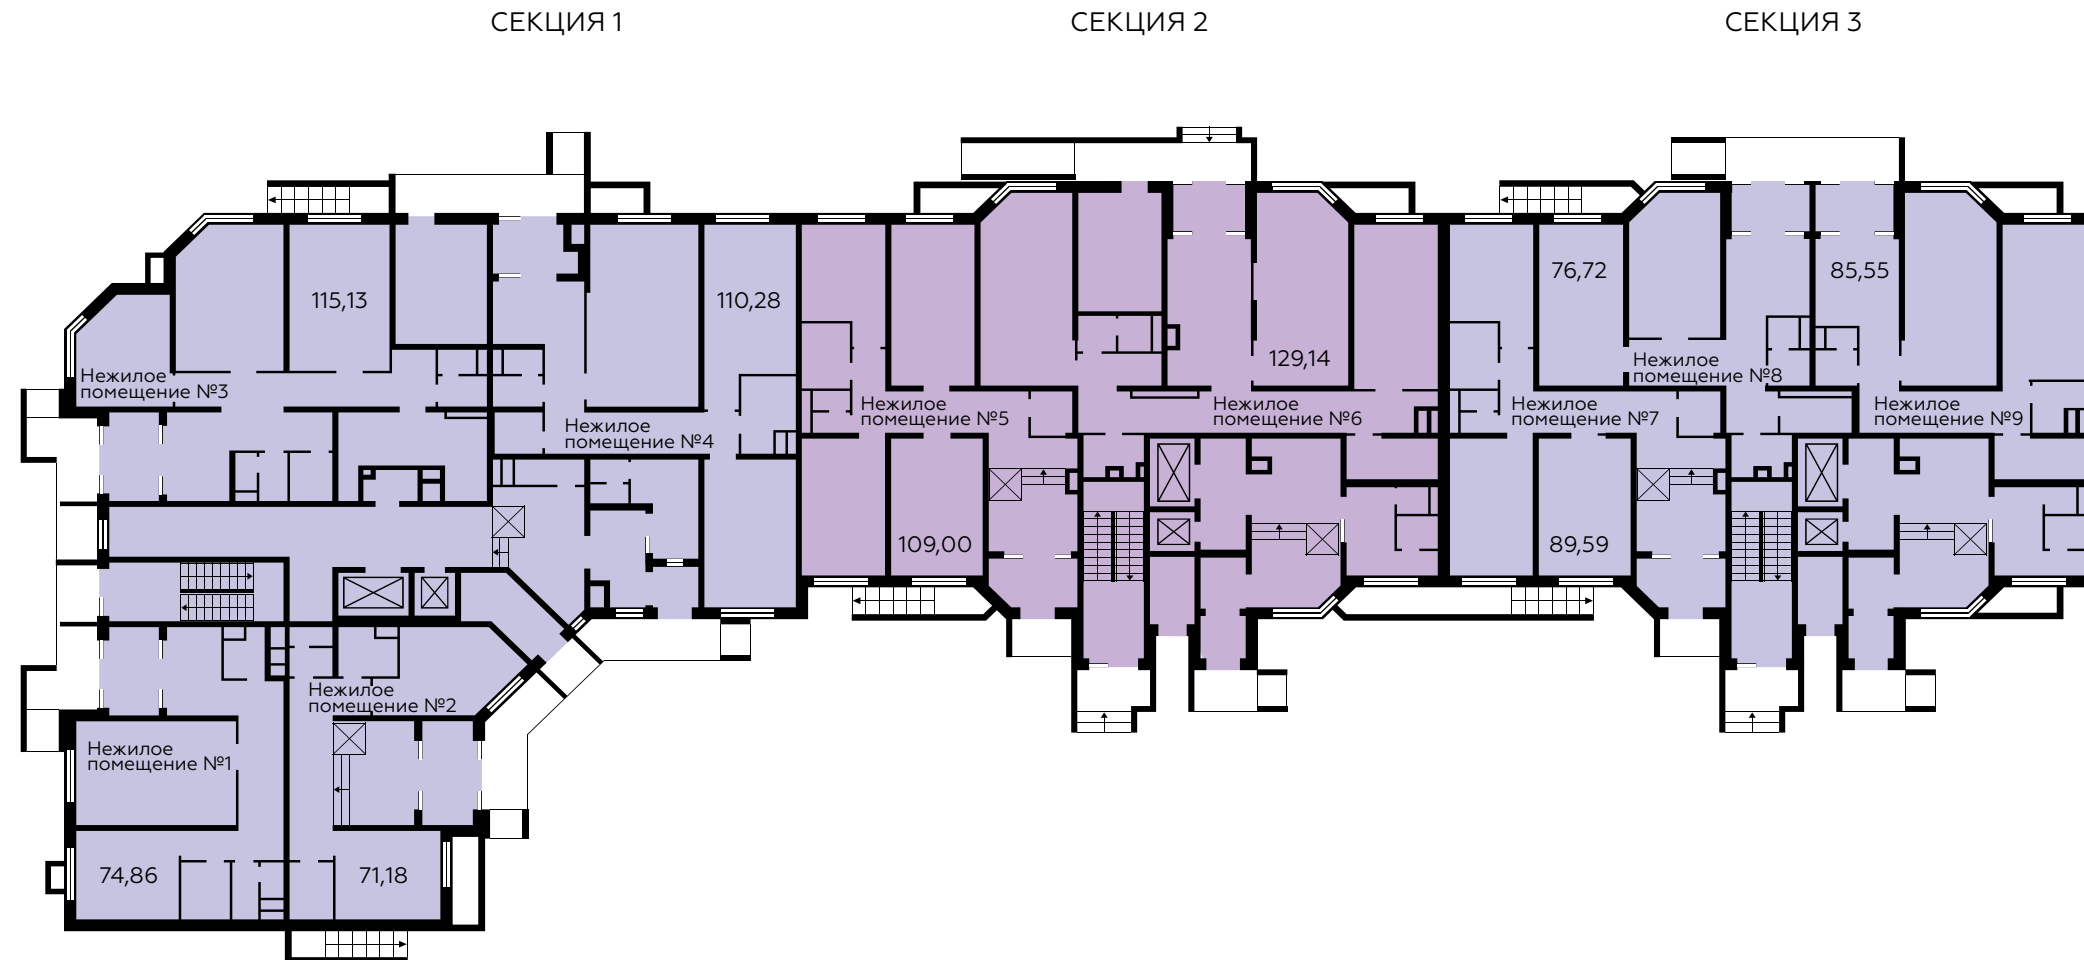 СЕКЦИЯ 1
СЕКЦИЯ 2
СЕКЦИЯ 3
115,13
Нежилое
помещение №3
110,28
Нежилое
помещение №4
Нежилое
помещение №5
109,00
129,14
Нежилое
помещение №6
76,72
Нежилое
помещение №8
85,55
Нежилое
помещение №7
89,59
Нежилое
помещение №9
Нежилое
помещение №2
71,18
Нежилое
помещение №1
74,86